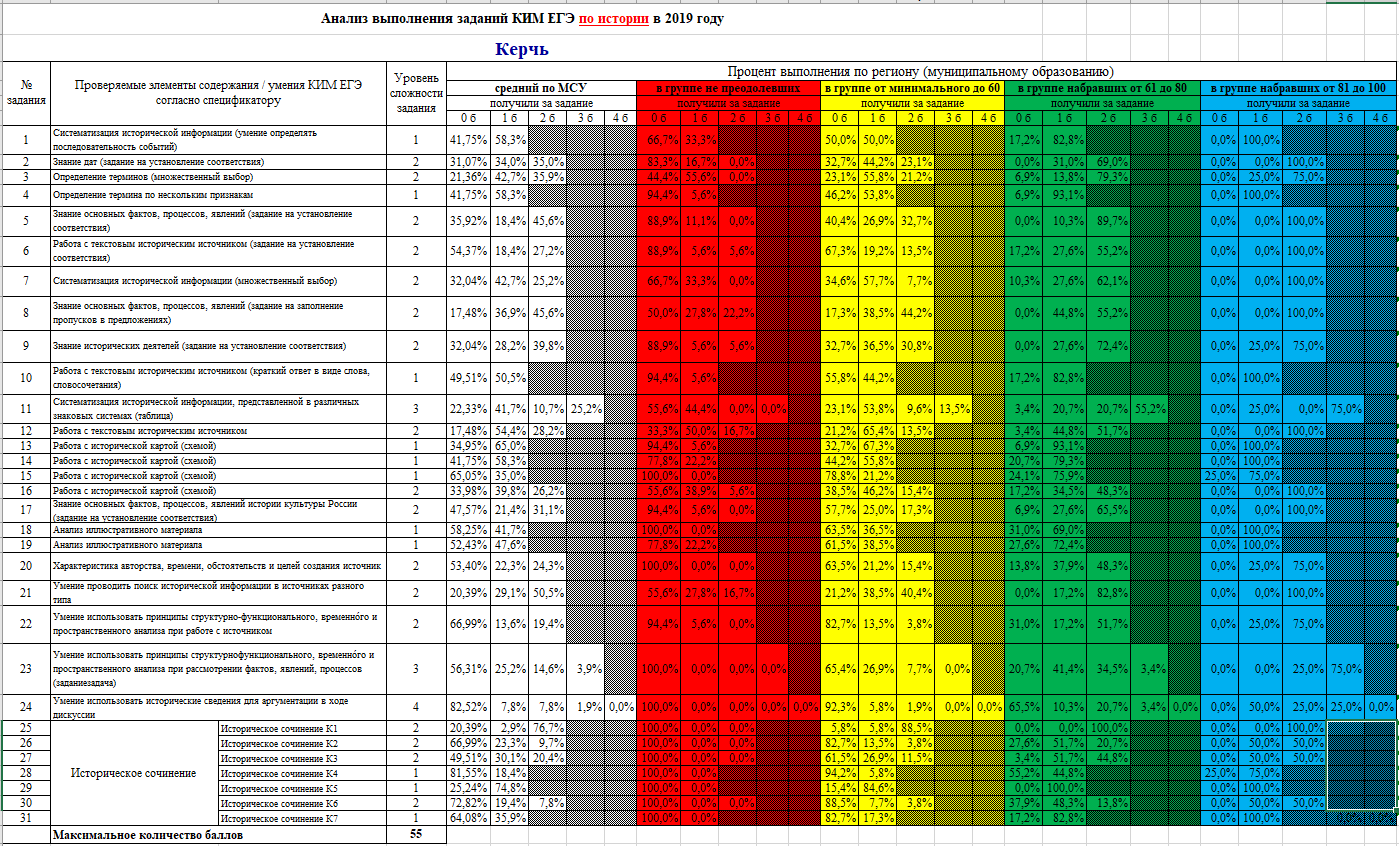 Анализ выполнения заданий КИМ ЕГЭ по истории в 2019 году
Керчь
№ задания Проверяемые элементы содержания / умения КИМ ЕГЭ согласно спецификатору Уровень сложности задания Процент выполнения по региону (муниципальному образованию)
средний по МСУ в группе не преодолевших в группе от минимального до 60 в группе набравших от 61 до 80 в группе набравших от 81 до 100
получили за задание получили за задание получили за задание получили за задание получили за задание
0 б 1 б 2 б 3 б 4 б 0 б 1 б 2 б 3 б 4 б 0 б 1 б 2 б 3 б 4 б 0 б 1 б 2 б 3 б 4 б 0 б 1 б 2 б 3 б 4 б
1 Систематизация исторической информации (умение определять последовательность событий) 1 41,75% 58,3% 66,7% 33,3% 50,0% 50,0% 17,2% 82,8% 0,0% 100,0%
2 Знание дат (задание на установление соответствия) 2 31,07% 34,0% 35,0% 83,3% 16,7% 0,0% 32,7% 44,2% 23,1% 0,0% 31,0% 69,0% 0,0% 0,0% 100,0%
3 Определение терминов (множественный выбор) 2 21,36% 42,7% 35,9% 44,4% 55,6% 0,0% 23,1% 55,8% 21,2% 6,9% 13,8% 79,3% 0,0% 25,0% 75,0%
4 Определение термина по нескольким признакам 1 41,75% 58,3% 94,4% 5,6% 46,2% 53,8% 6,9% 93,1% 0,0% 100,0%
5 Знание основных фактов, процессов, явлений (задание на установление соответствия) 2 35,92% 18,4% 45,6% 88,9% 11,1% 0,0% 40,4% 26,9% 32,7% 0,0% 10,3% 89,7% 0,0% 0,0% 100,0%
6 Работа с текстовым историческим источником (задание на установление соответствия) 2 54,37% 18,4% 27,2% 88,9% 5,6% 5,6% 67,3% 19,2% 13,5% 17,2% 27,6% 55,2% 0,0% 0,0% 100,0%
7 Систематизация исторической информации (множественный выбор) 2 32,04% 42,7% 25,2% 66,7% 33,3% 0,0% 34,6% 57,7% 7,7% 10,3% 27,6% 62,1% 0,0% 0,0% 100,0%
8 Знание основных фактов, процессов, явлений (задание на заполнение пропусков в предложениях) 2 17,48% 36,9% 45,6% 50,0% 27,8% 22,2% 17,3% 38,5% 44,2% 0,0% 44,8% 55,2% 0,0% 0,0% 100,0%
9 Знание исторических деятелей (задание на установление соответствия) 2 32,04% 28,2% 39,8% 88,9% 5,6% 5,6% 32,7% 36,5% 30,8% 0,0% 27,6% 72,4% 0,0% 25,0% 75,0%
10 Работа с текстовым историческим источником (краткий ответ в виде слова, словосочетания) 1 49,51% 50,5% 94,4% 5,6% 55,8% 44,2% 17,2% 82,8% 0,0% 100,0%
11 Систематизация исторической информации, представленной в различных знаковых системах (таблица) 3 22,33% 41,7% 10,7% 25,2% 55,6% 44,4% 0,0% 0,0% 23,1% 53,8% 9,6% 13,5% 3,4% 20,7% 20,7% 55,2% 0,0% 25,0% 0,0% 75,0%
12 Работа с текстовым историческим источником 2 17,48% 54,4% 28,2% 33,3% 50,0% 16,7% 21,2% 65,4% 13,5% 3,4% 44,8% 51,7% 0,0% 0,0% 100,0%
13 Работа с исторической картой (схемой) 1 34,95% 65,0% 94,4% 5,6% 32,7% 67,3% 6,9% 93,1% 0,0% 100,0%
14 Работа с исторической картой (схемой) 1 41,75% 58,3% 77,8% 22,2% 44,2% 55,8% 20,7% 79,3% 0,0% 100,0%
15 Работа с исторической картой (схемой) 1 65,05% 35,0% 100,0% 0,0% 78,8% 21,2% 24,1% 75,9% 25,0% 75,0%
16 Работа с исторической картой (схемой) 2 33,98% 39,8% 26,2% 55,6% 38,9% 5,6% 38,5% 46,2% 15,4% 17,2% 34,5% 48,3% 0,0% 0,0% 100,0%
17 Знание основных фактов, процессов, явлений истории культуры России (задание на установление соответствия) 2 47,57% 21,4% 31,1% 94,4% 5,6% 0,0% 57,7% 25,0% 17,3% 6,9% 27,6% 65,5% 0,0% 0,0% 100,0%
18 Анализ иллюстративного материала 1 58,25% 41,7% 100,0% 0,0% 63,5% 36,5% 31,0% 69,0% 0,0% 100,0%
19 Анализ иллюстративного материала 1 52,43% 47,6% 77,8% 22,2% 61,5% 38,5% 27,6% 72,4% 0,0% 100,0%
20 Характеристика авторства, времени, обстоятельств и целей создания источник 2 53,40% 22,3% 24,3% 100,0% 0,0% 0,0% 63,5% 21,2% 15,4% 13,8% 37,9% 48,3% 0,0% 25,0% 75,0%
21 Умение проводить поиск исторической информации в источниках разного типа 2 20,39% 29,1% 50,5% 55,6% 27,8% 16,7% 21,2% 38,5% 40,4% 0,0% 17,2% 82,8% 0,0% 0,0% 100,0%
22 Умение использовать принципы структурно-функционального, временно́го и пространственного анализа при работе с источником 2 66,99% 13,6% 19,4% 94,4% 5,6% 0,0% 82,7% 13,5% 3,8% 31,0% 17,2% 51,7% 0,0% 25,0% 75,0%
23 Умение использовать принципы структурнофункционального, временно́го и пространственного анализа при рассмотрении фактов, явлений, процессов (заданиезадача) 3 56,31% 25,2% 14,6% 3,9% 100,0% 0,0% 0,0% 0,0% 65,4% 26,9% 7,7% 0,0% 20,7% 41,4% 34,5% 3,4% 0,0% 0,0% 25,0% 75,0%
24 Умение использовать исторические сведения для аргументации в ходе дискуссии 4 82,52% 7,8% 7,8% 1,9% 0,0% 100,0% 0,0% 0,0% 0,0% 0,0% 92,3% 5,8% 1,9% 0,0% 0,0% 65,5% 10,3% 20,7% 3,4% 0,0% 0,0% 50,0% 25,0% 25,0% 0,0%
25 Историческое сочинение К1 2 20,39% 2,9% 76,7% 100,0% 0,0% 0,0% 5,8% 5,8% 88,5% 0,0% 0,0% 100,0% 0,0% 0,0% 100,0%
26 Историческое сочинение К2 2 66,99% 23,3% 9,7% 100,0% 0,0% 0,0% 82,7% 13,5% 3,8% 27,6% 51,7% 20,7% 0,0% 50,0% 50,0%
27 Историческое сочинение К3 2 49,51% 30,1% 20,4% 100,0% 0,0% 0,0% 61,5% 26,9% 11,5% 3,4% 51,7% 44,8% 0,0% 50,0% 50,0%
28 Историческое сочинение Историческое сочинение К4 1 81,55% 18,4% 100,0% 0,0% 94,2% 5,8% 55,2% 44,8% 25,0% 75,0%
29 Историческое сочинение К5 1 25,24% 74,8% 100,0% 0,0% 15,4% 84,6% 0,0% 100,0% 0,0% 100,0%
30 Историческое сочинение К6 2 72,82% 19,4% 7,8% 100,0% 0,0% 0,0% 88,5% 7,7% 3,8% 37,9% 48,3% 13,8% 0,0% 50,0% 50,0%
31 Историческое сочинение К7 1 64,08% 35,9% 100,0% 0,0% 82,7% 17,3% 17,2% 82,8% 0,0% 100,0% 0,0% 0,0%
Максимальное количество баллов 55